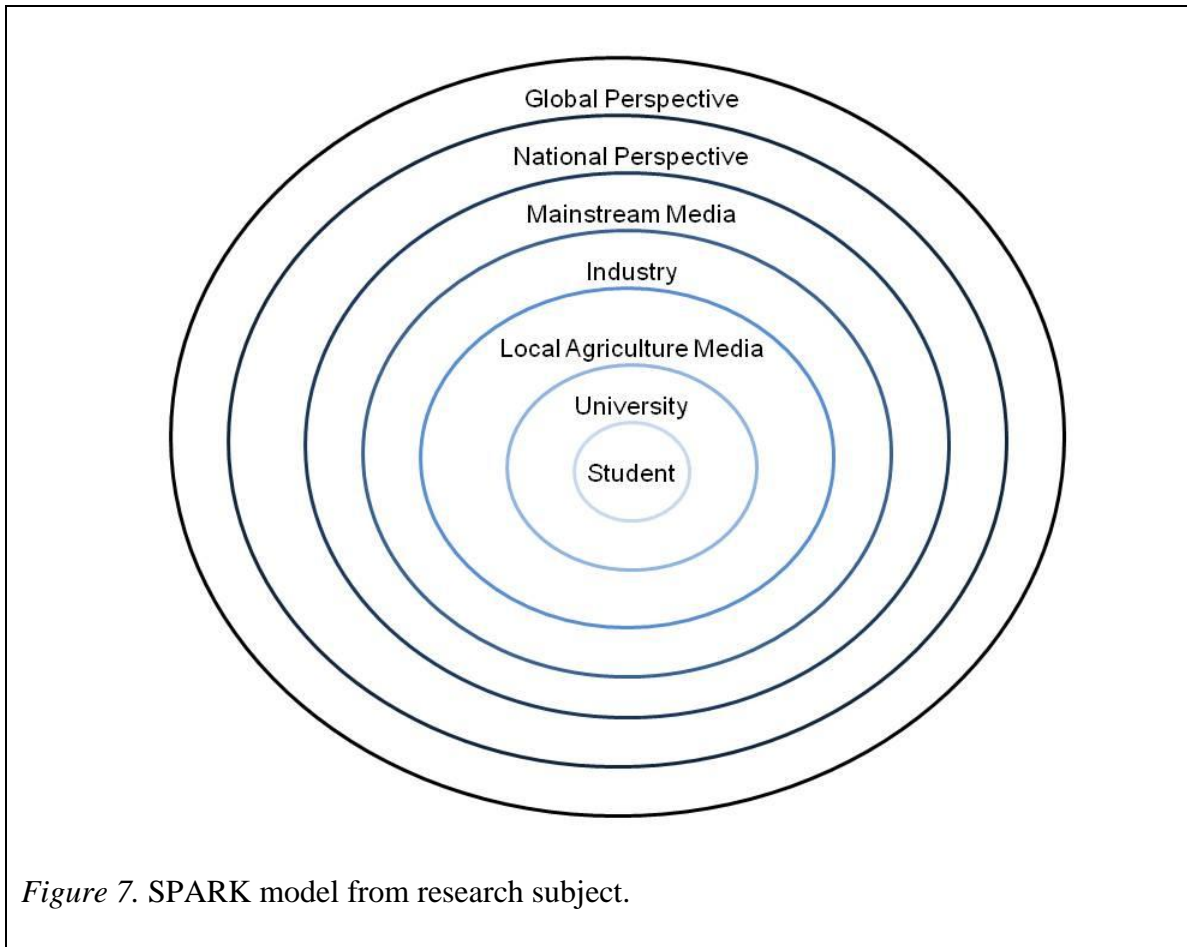 Global Perspective
National Perspective
Mainstream Media
Industry
Local Agriculture Media
University
Student
Figure 7. SPARK model from research subject.